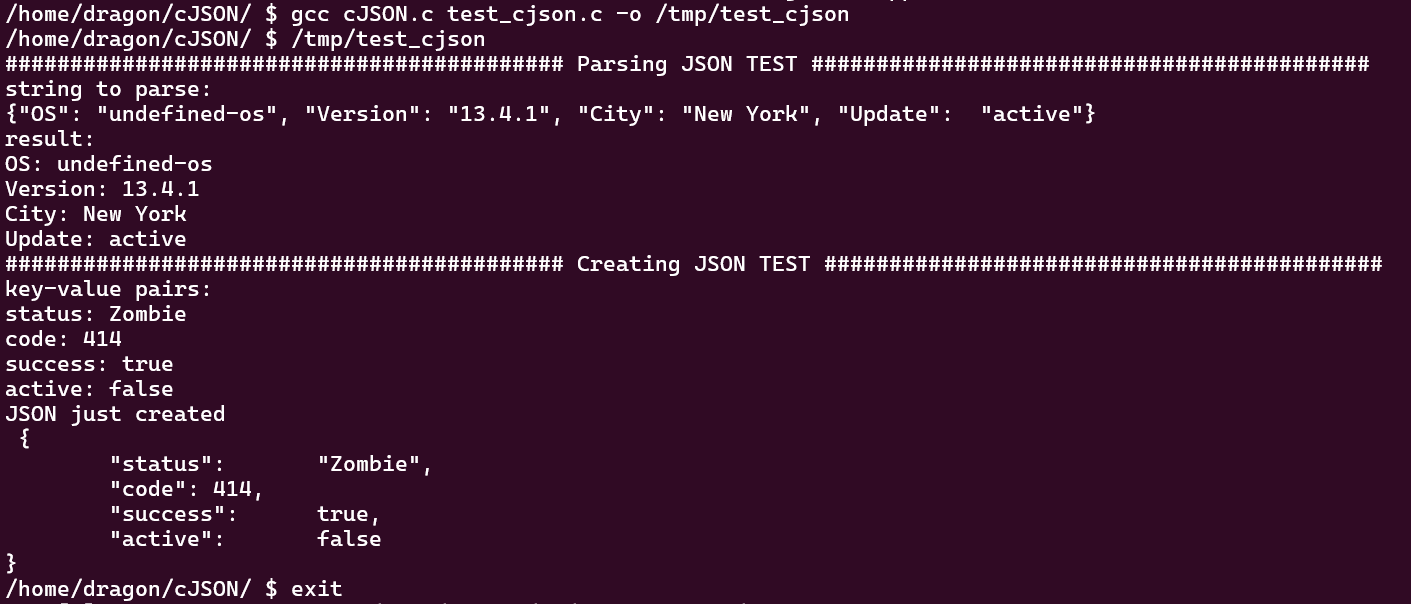 /home/dragon/cJSON/ $ gcc cJSON.c test_cjson.c -o /tmp/test_cjson
/home/dragon/cJSON/ $ /tmp/test_cjson
########################################### Parsing JSON TEST ###########################################
string to parse:
{"OS": "undefined-os", "Version": "13.4.1", "City": "New York", "Update":  "active"}
result:
OS: undefined-os
Version: 13.4.1
City: New York
Update: active
########################################### Creating JSON TEST ###########################################
key-value pairs:
status: Zombie
code: 414
success: true
active: false
JSON just created
 {
        "status":       "Zombie",
        "code": 414,
        "success":      true,
        "active":       false
}
/home/dragon/cJSON/ $ exit